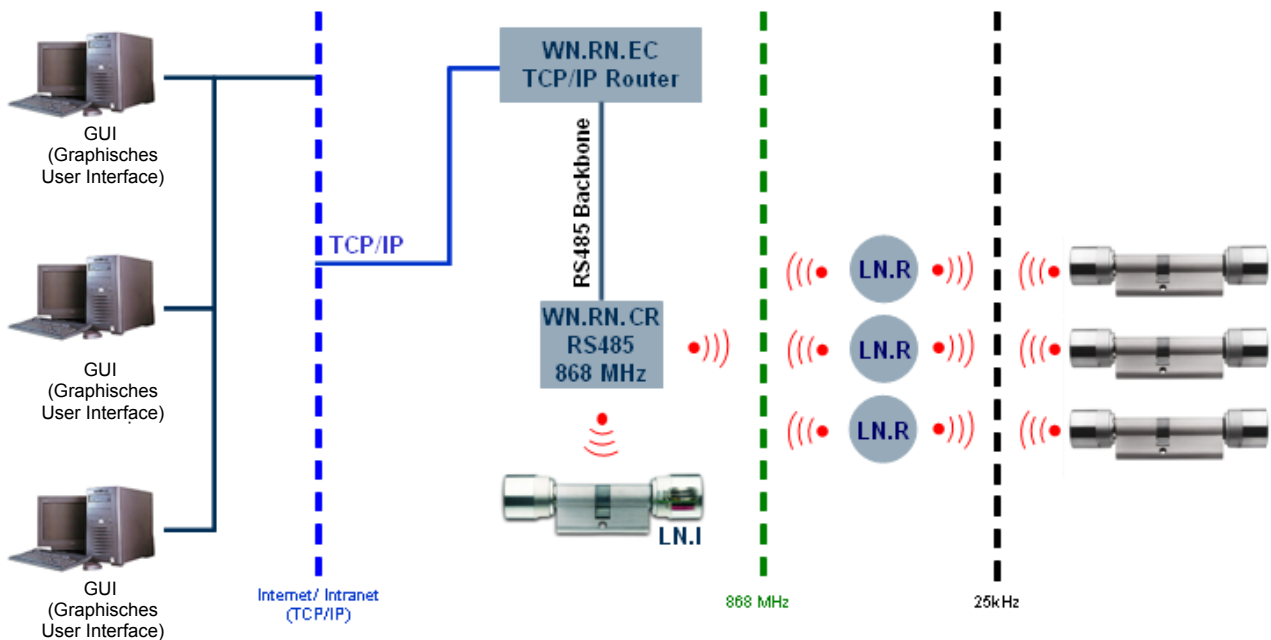 GUI
(Graphisches
User Interface)
GUI
(Graphisches
User Interface)
GUI
(Graphisches
User Interface)
Internet/ Intranet
(TCP/IP)
TCP/IP
WN.RN.EC
TCP/IP Router
RS485 Backbone
WN.RN.CR
RS485
868 MHz
LN.I
868 MHz
LN.R
LN.R
LN.R
25kHz